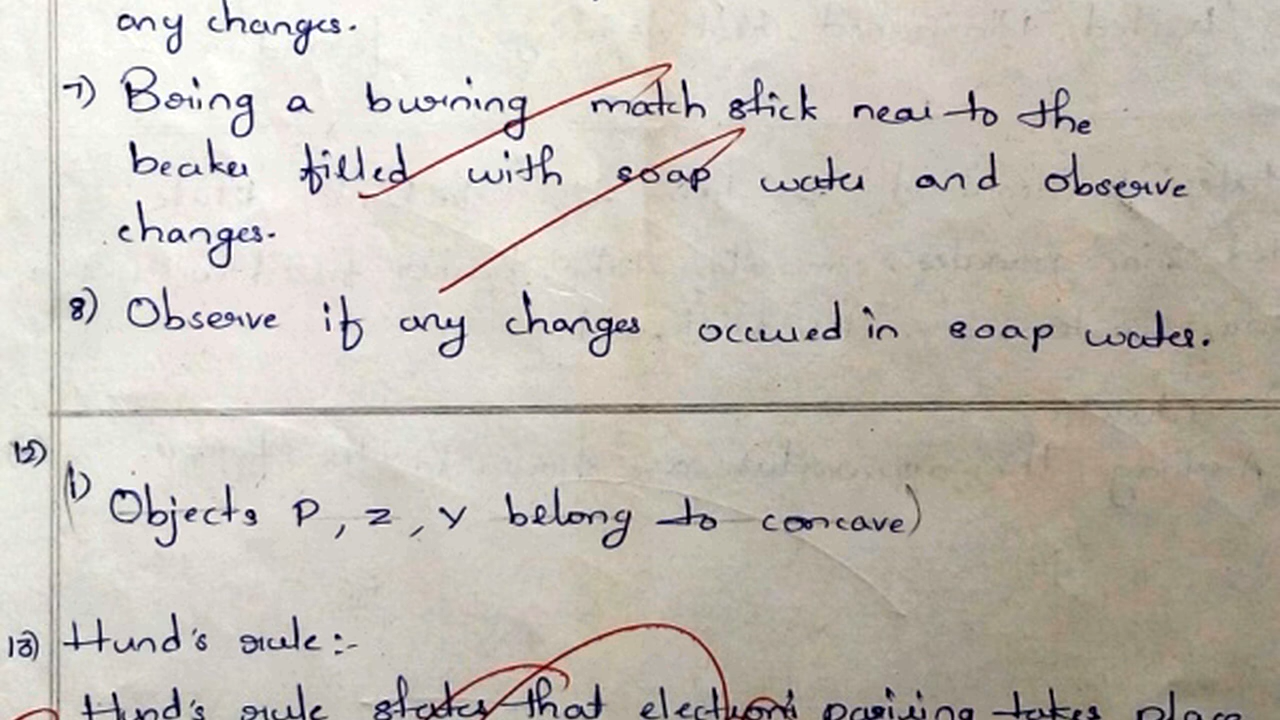 any changes.
7) Bring a burning match stick near to the
beaker filled with soap water and observe
changes.
8) Observe if any changes occured in soap water.
12)
1) Objects P, z, y belong to concave)
13) Hund's rule :-
Hund's rule states that electrons pairing takes place